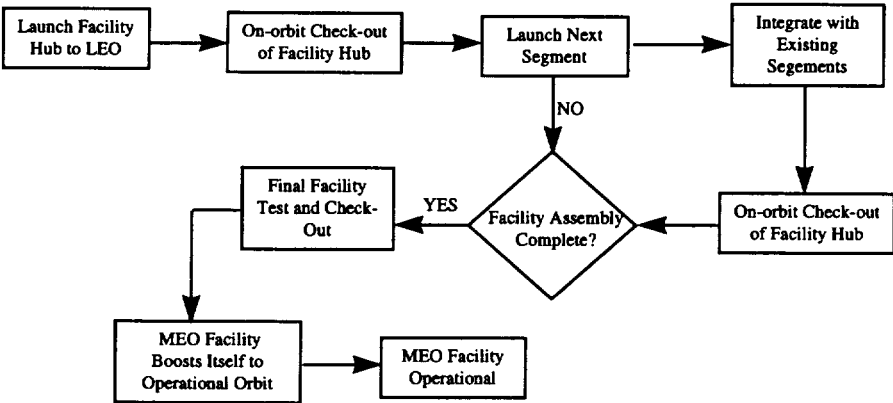 Launch Facility
Hub to LEO
On-orbit Check-out
of Facility Hub
Launch Next
Segment
Integrate with
Existing
Segements
NO
Final Facility
Test and Check-
Out
YES
Facility Assembly
Complete?
On-orbit Check-out
of Facility Hub
MEO Facility
Boosts Itself to
Operational Orbit
MEO Facility
Operational